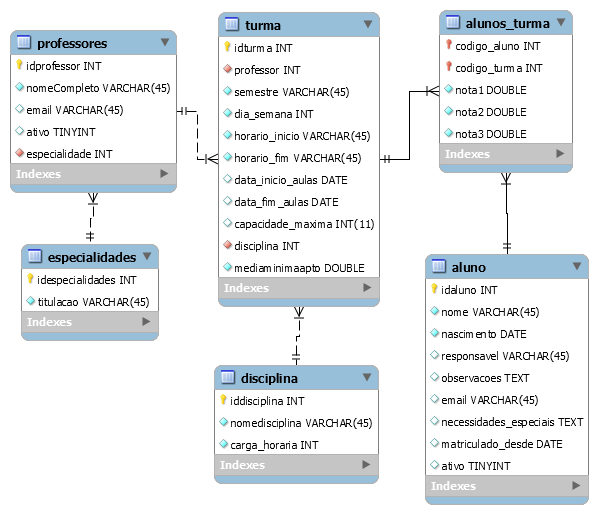 professores
idprofessor INT
nomeCompleto VARCHAR(45)
email VARCHAR(45)
ativo TINYINT
especialidade INT
Indexes
especialidades
idespecialidades INT
titulacao VARCHAR(45)
Indexes
turma
idturma INT
professor INT
semestre VARCHAR(45)
dia_semana INT
horario_inicio VARCHAR(45)
horario_fim VARCHAR(45)
data_inicio_aulas DATE
data_fim_aulas DATE
capacidade_maxima INT(11)
disciplina INT
mediaminimaapto DOUBLE
Indexes
disciplina
iddisciplina INT
nomedisciplina VARCHAR(45)
carga_horaria INT
Indexes
alunos_turma
codigo_aluno INT
codigo_turma INT
nota1 DOUBLE
nota2 DOUBLE
nota3 DOUBLE
Indexes
aluno
idaluno INT
nome VARCHAR(45)
nascimento DATE
responsavel VARCHAR(45)
observacoes TEXT
email VARCHAR(45)
necessidades_especiais TEXT
matriculado_desde DATE
ativo TINYINT
Indexes